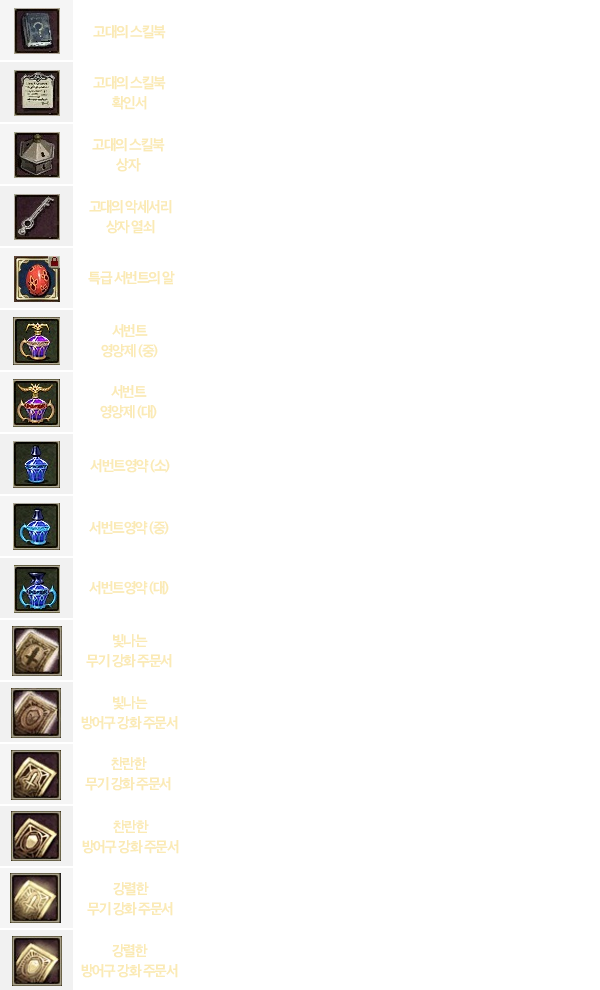 고대의 스킬북
고대의 스킬북
확인서
고대의 스킬북
상자
고대의 악세서리
상자 열쇠
특급 서번트의 알
서번트
영양제 (중)
서번트
영양제 (대)
서번트영약 (소)
서번트영약 (중)
서번트영약 (대)
빛나는
무기 강화 주문서
빛나는
방어구 강화 주문서
찬란한
무기 강화 주문서
찬란한
방어구 강화 주문서
강렬한
무기 강화 주문서
강렬한
방어구 강화 주문서